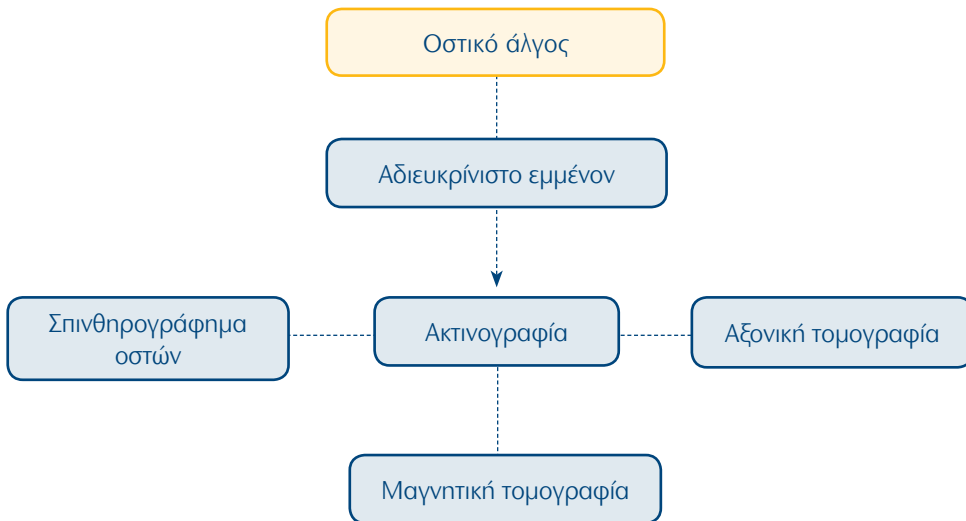 Οστικό άλγος
Αδιευκρίνιστο εμμένον
Σπινθηρογράφημα
οστών
Ακτινογραφία
Αξονική τομογραφία
Μαγνητική τομογραφία